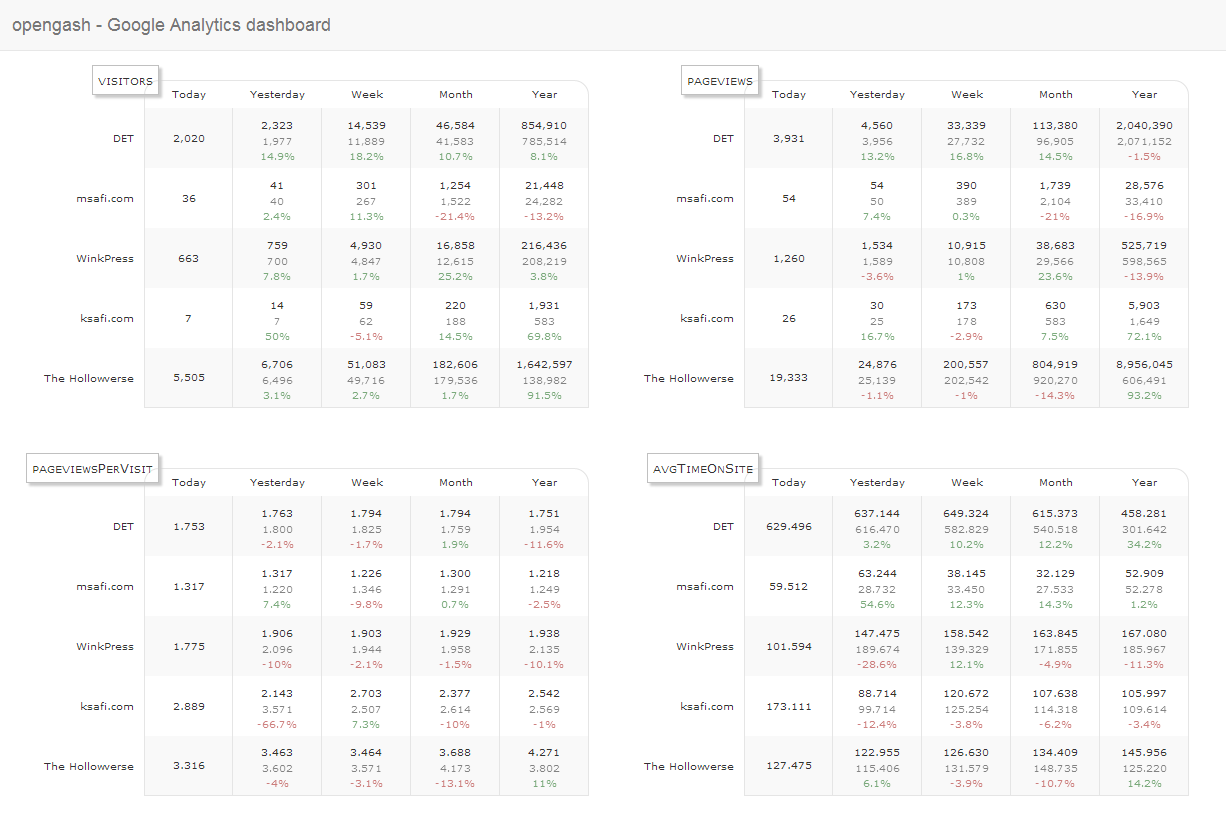 opengash - Google Analytics dashboard
VISITORS
Today Yesterday Week Month Year
2,323 14,539 46,584 854,910
DET 2,020 1,977 11,889 41,583 785,514
14.9% 18.2% 10.7% 8.1%
41 301 1,254 21,448
msafi.com 36 40 267 1,522 24,282
2.4% 11.3% -21.4% -13.2%
759 4,930 16,858 216,436
WinkPress 663 700 4,847 12,615 208,219
7.8% 1.7% 25.2% 3.8%
14 59 220 1,931
ksafi.com 7 7 62 188 583
50% -5.1% 14.5% 69.8%
6,706 51,083 182,606 1,642,597
The Hollowverse 5,505 6,496 49,716 179,536 138,982
3.1% 2.7% 1.7% 91.5%
PAGEVIEWS
Today Yesterday Week Month Year
4,560 33,339 113,380 2,040,390
DET 3,931 3,956 27,732 96,905 2,071,152
13.2% 16.8% 14.5% -1.5%
54 390 1,739 28,576
msafi.com 54 50 389 2,104 33,410
7.4% 0.3% -21% -16.9%
1,534 10,915 38,683 525,719
WinkPress 1,260 1,589 10,808 29,566 598,565
-3.6% 1% 23.6% -13.9%
30 173 630 5,903
ksafi.com 26 25 178 583 1,649
16.7% -2.9% 7.5% 72.1%
24,876 200,557 804,919 8,956,045
The Hollowverse 19,333 25,139 202,542 920,270 606,491
-1.1% -1% -14.3% 93.2%
PAGEVIEWSPERVISIT
Today Yesterday Week Month Year
1.763 1.794 1.794 1.751
DET 1.753 1.800 1.825 1.759 1.954
-2.1% -1.7% 1.9% -11.6%
1.317 1.226 1.300 1.218
msafi.com 1.317 1.220 1.346 1.291 1.249
7.4% -9.8% 0.7% -2.5%
1.906 1.903 1.929 1.938
WinkPress 1.775 2.096 1.944 1.958 2.135
-10% -2.1% -1.5% -10.1%
2.143 2.703 2.377 2.542
ksafi.com 2.889 3.571 2.507 2.614 2.569
-66.7% 7.3% -10% -1%
3.463 3.464 3.688 4.271
The Hollowverse 3.316 3.602 3.571 4.173 3.802
-4% -3.1% -13.1% 11%
AVGTIMEONSITE
Today Yesterday Week Month Year
637.144 649.324 615.373 458.281
DET 629.496 616.470 582.829 540.518 301.642
3.2% 10.2% 12.2% 34.2%
63.244 38.145 32.129 52.909
msafi.com 59.512 28.732 33.450 27.533 52.278
54.6% 12.3% 14.3% 1.2%
147.475 158.542 163.845 167.080
WinkPress 101.594 189.674 139.329 171.855 185.967
-28.6% 12.1% -4.9% -11.3%
88.714 120.672 107.638 105.997
ksafi.com 173.111 99.714 125.254 114.318 109.614
-12.4% -3.8% -6.2% -3.4%
122.955 126.630 134.409 145.956
The Hollowverse 127.475 115.406 131.579 148.735 125.220
6.1% -3.9% -10.7% 14.2%